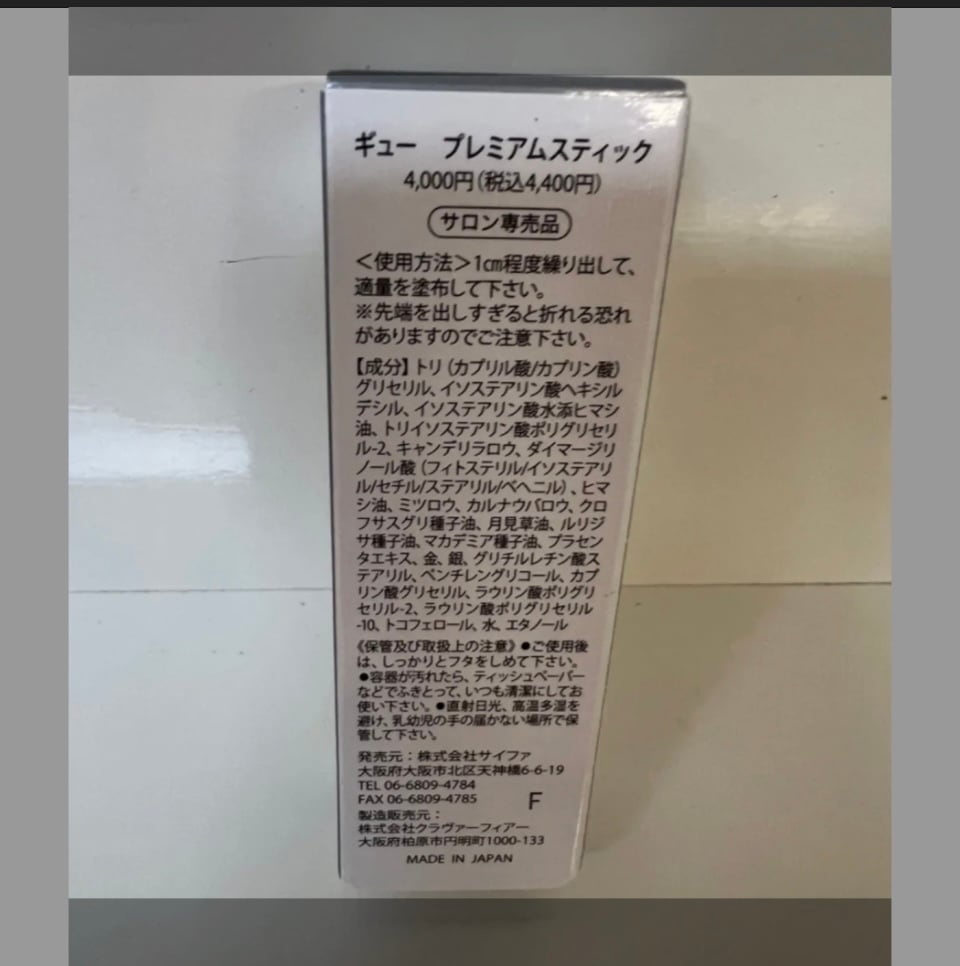 ギュー　プレミアムスティック
4,000円（税込4,400円）
サロン専売品
＜使用方法＞1㎝程度繰り出して、
適量を塗布して下さい。
※先端を出しすぎると折れる恐れ
がありますのでご注意下さい。
【成分】トリ（カプリル酸/カプリン酸）
グリセリル、イソステアリン酸ヘキシル
デシル、イソステアリン酸水添ヒマシ
油、トリイソステアリン酸ポリグリセリ
ル-2、キャンデリラロウ、ダイマージリ
ノール酸（フィトステリル/イソステアリ
ル/セチル/ステアリル/ベヘニル）、ヒマ
シ油、ミツロウ、カルナウバロウ、クロ
フサスグリ種子油、月見草油、ルリジ
サ種子油、マカデミア種子油、プラセン
タエキス、金、銀、グリチルレチン酸ス
テアリル、ペンチレングリコール、カプ
リン酸グリセリル、ラウリン酸ポリグリ
セリル-2、ラウリン酸ポリグリセリル
-10、トコフェロール、水、エタノール
《保管及び取扱上の注意》●ご使用後
は、しっかりとフタをしめて下さい。
●容器が汚れたら、ティッシュペーパー
などでふきとって、いつも清潔にしてお
使い下さい。●直射日光、高温多湿を
避け、乳幼児の手の届かない場所で保
管して下さい。
発売元：株式会社サイファ
大阪府大阪市北区天神橋6-6-19
TEL 06-6809-4784
FAX 06-6809-4785
F
製造販売元：
株式会社クラヴァーフィアー
大阪府柏原市円明町1000-133
MADE IN JAPAN